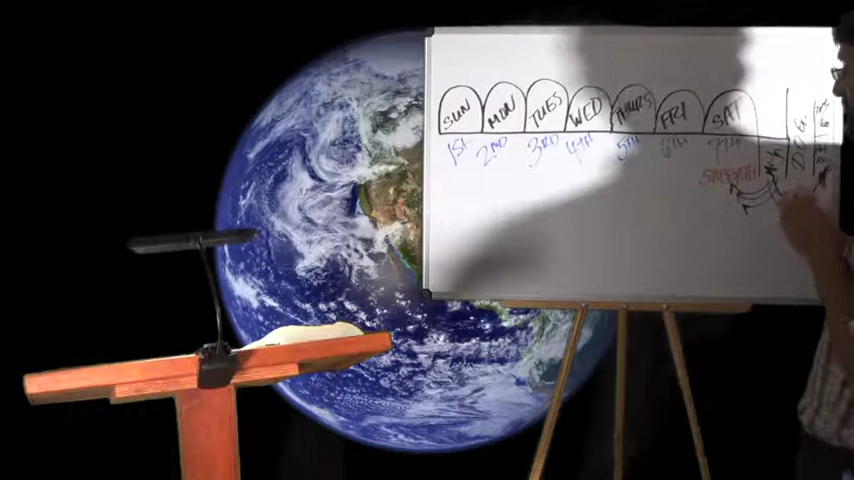 SUN MON TUES WED THURS FRI SAT
1ST 2ND 3RD 4TH 5TH 6TH 7TH
SABBATH